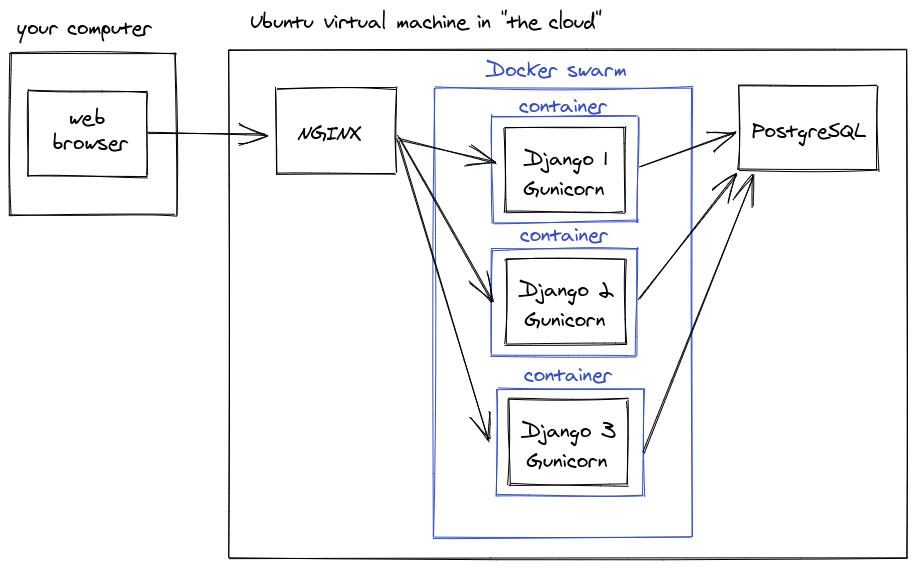 your computer
Ubuntu virtual machine in "the cloud"
web
browser
NGINX
Docker swarm
container
Django 1
Gunicorn
container
Django 2
Gunicorn
container
Django 3
Gunicorn
PostgreSQL